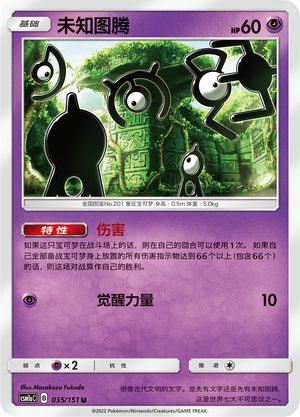 基础 未知图腾 HP60
全国图鉴No.201 象征宝可梦 身高：0.5m 体重：5.0kg
特性 伤害
如果这只宝可梦在战斗场上的话，则在自己的回合可以使用1次。如果自
己全部备战宝可梦身上放置的所有伤害指示物达到66个以上（包含66个）
的话，则这场对战算作自己的胜利。
觉醒力量 10
弱点 ×2 抗性 撤退
Illus.Masakazu Fukuda
CSM1aC B 035/151 U
很像古代文明的文字。是先有文字还是先有未知图腾，
这是世界七大不可思议之一。
©2022 Pokémon/Nintendo/Creatures/GAME FREAK.